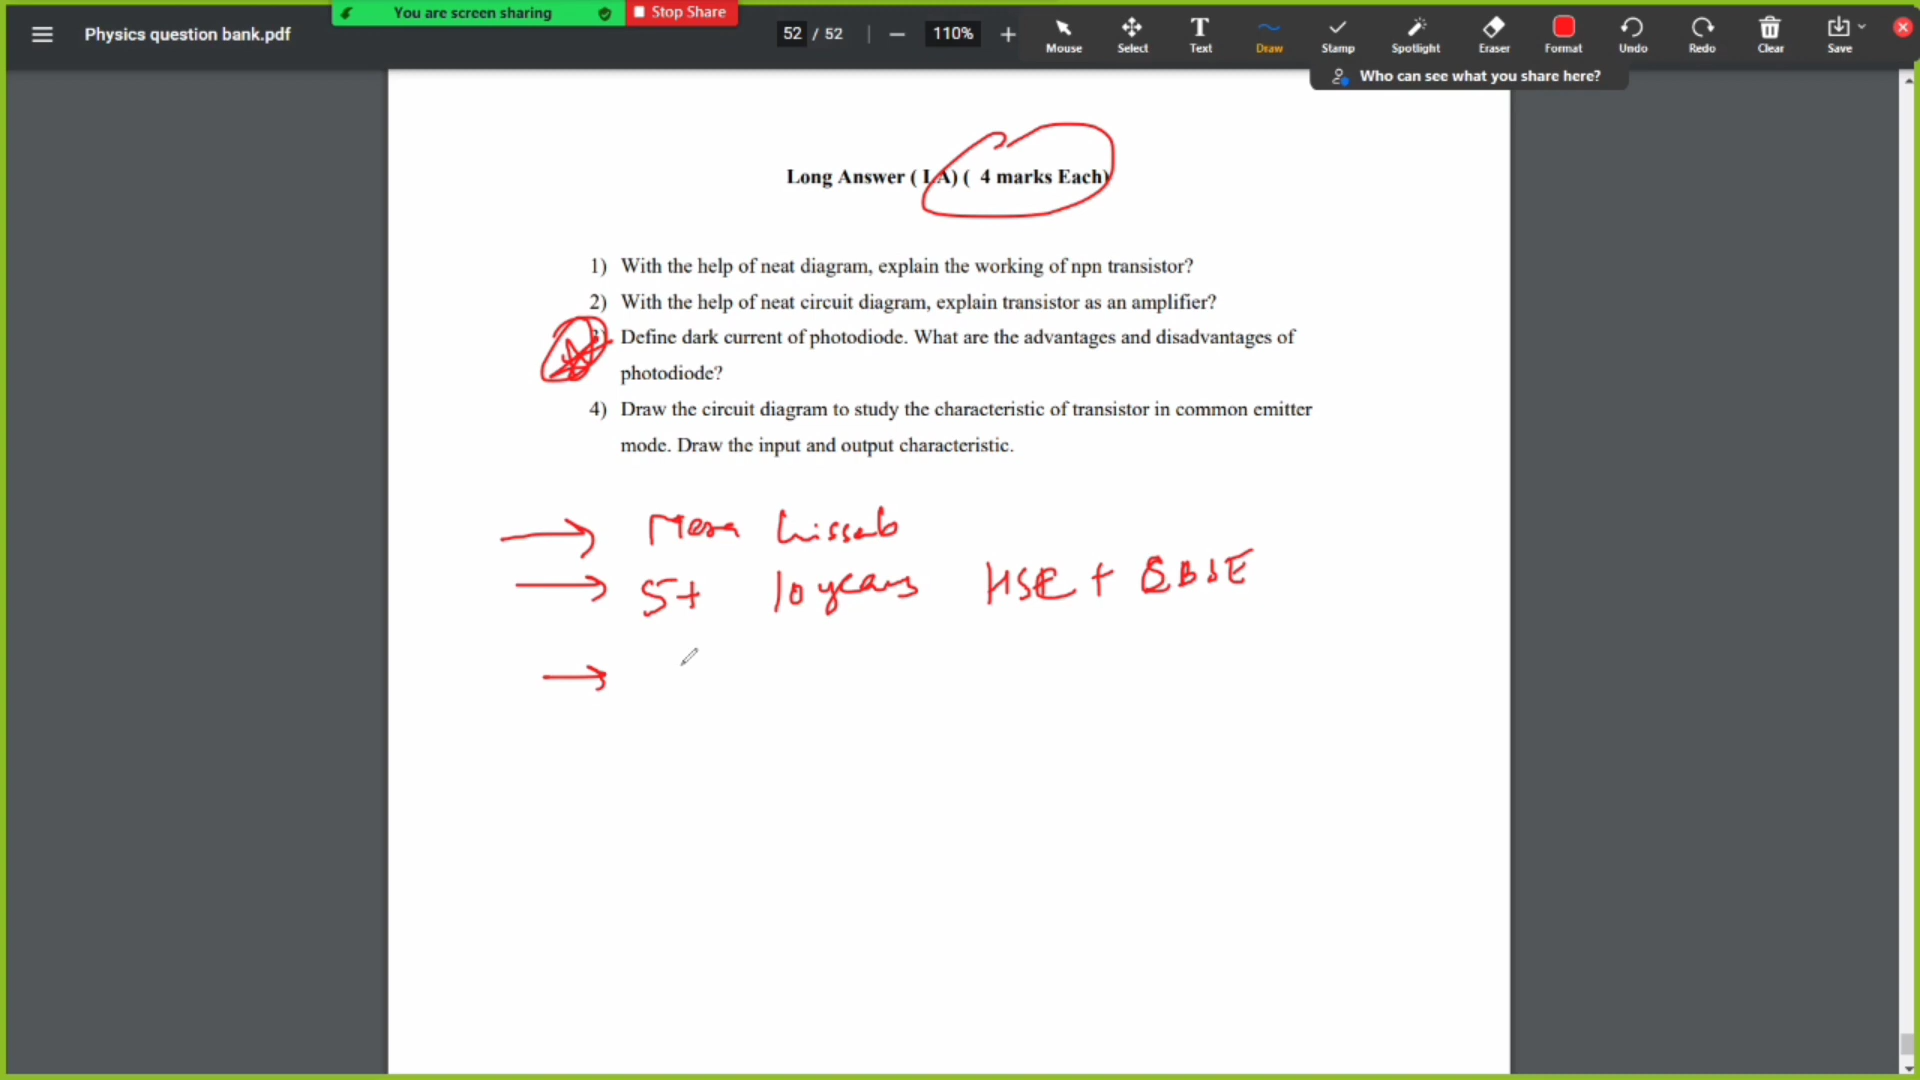 You are screen sharing Stop Share
Physics question bank.pdf 52 / 52 110%
Mouse Select Text Draw Stamp Spotlight Eraser Format Undo Redo Clear Save
Who can see what you share here?
Long Answer ( LA) ( 4 marks Each)
1) With the help of neat diagram, explain the working of npn transistor?
2) With the help of neat circuit diagram, explain transistor as an amplifier?
3) Define dark current of photodiode. What are the advantages and disadvantages of
photodiode?
4) Draw the circuit diagram to study the characteristic of transistor in common emitter
mode. Draw the input and output characteristic.
Mera hissab
5+ 10 years HSE +